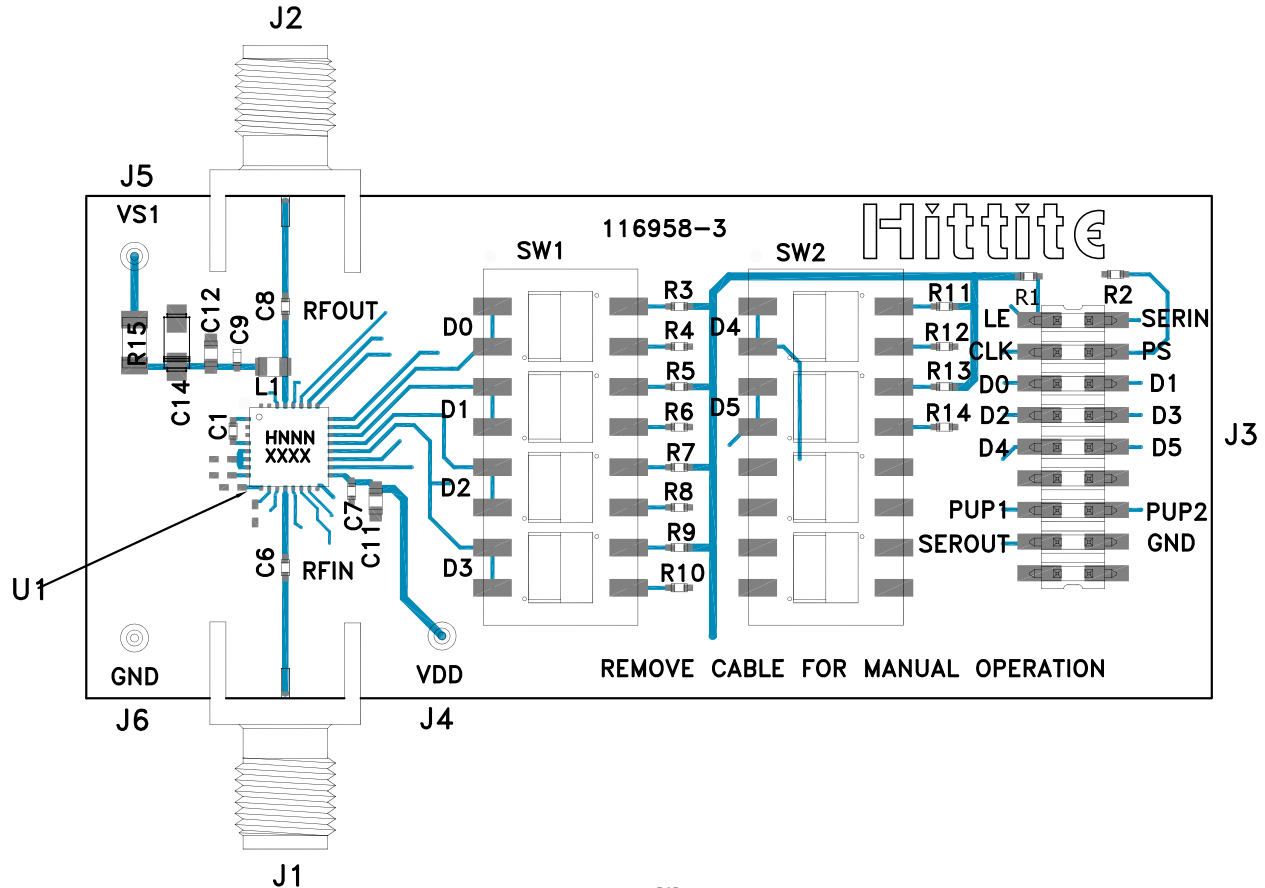 J2
J5
VS1
116958-3
Hittite
SW1
SW2
C12
C9
C8
RFOUT
R15
C14
L1
C1
HNNN
XXXX
D0
D1
D2
D3
R3
R4
R5
R6
R7
R8
R9
R10
D4
D5
R11
R12
R13
R14
R1
R2
LE
SERIN
CLK
PS
D0
D1
D2
D3
D4
D5
PUP1
PUP2
SEROUT
GND
J3
C7
C11
C6
RFIN
U1
GND
VDD
REMOVE CABLE FOR MANUAL OPERATION
J6
J4
J1